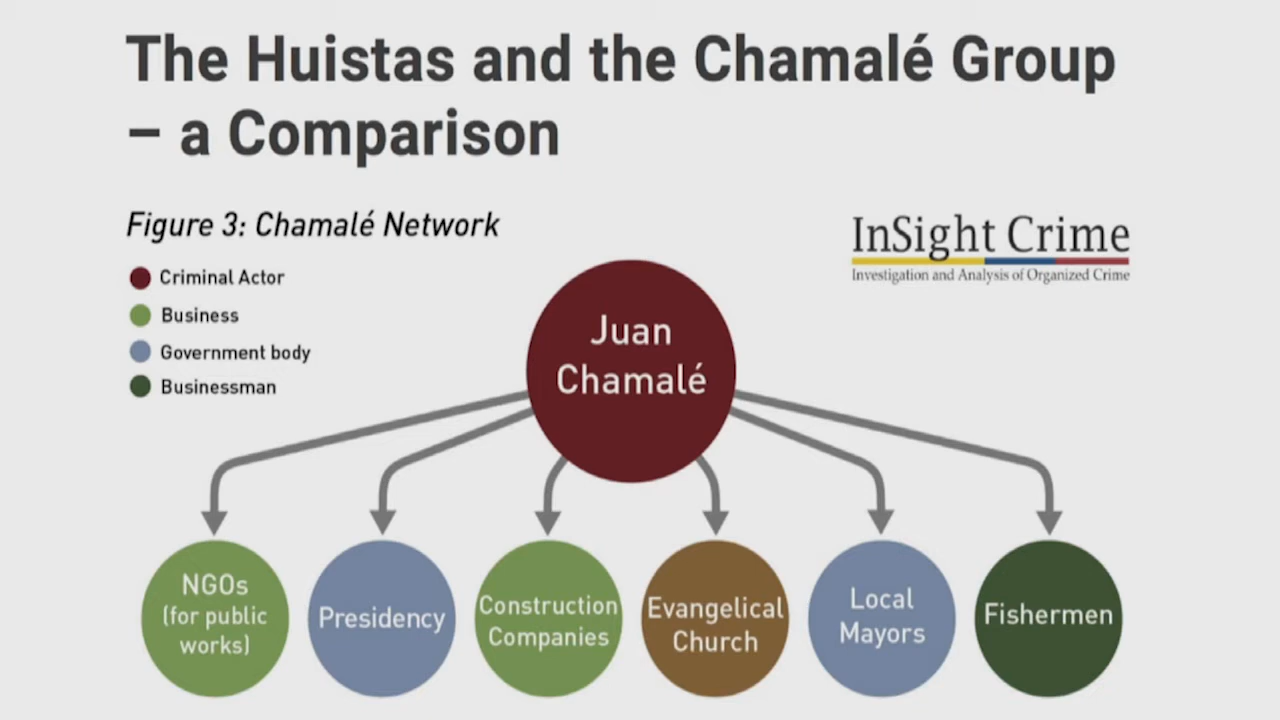 The Huistas and the Chamalé Group
– a Comparison
Figure 3: Chamalé Network
InSight Crime
Investigation and Analysis of Organized Crime
Criminal Actor
Business
Government body
Businessman
Juan
Chamalé
NGOs
(for public
works)
Presidency
Construction
Companies
Evangelical
Church
Local
Mayors
Fishermen